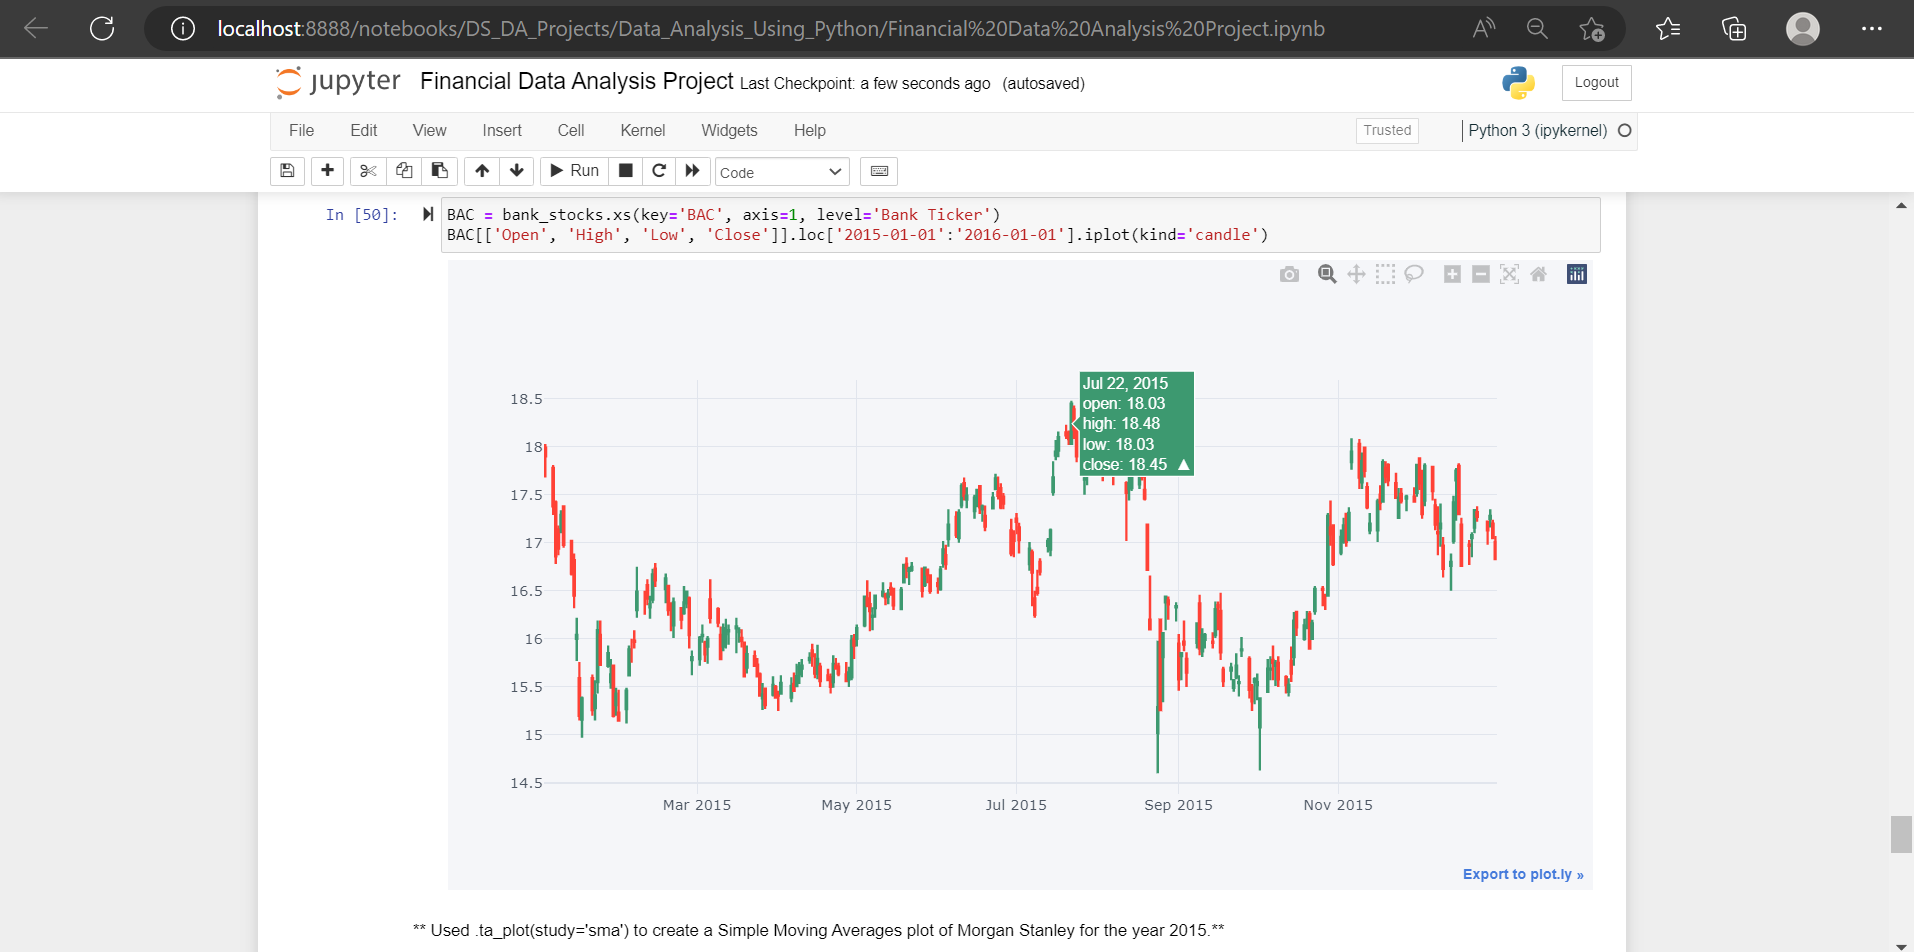 localhost:8888/notebooks/DS_DA_Projects/Data_Analysis_Using_Python/Financial%20Data%20Analysis%20Project.ipynb
jupyter Financial Data Analysis Project Last Checkpoint: a few seconds ago (autosaved)
Logout
File Edit View Insert Cell Kernel Widgets Help
Trusted
Python 3 (ipykernel)
Run
Code
In [50]:
BAC = bank_stocks.xs(key='BAC', axis=1, level='Bank Ticker')
BAC[['Open', 'High', 'Low', 'Close']].loc['2015-01-01':'2016-01-01'].iplot(kind='candle')
Jul 22, 2015
open: 18.03
high: 18.48
low: 18.03
close: 18.45 ▲
18.5
18
17.5
17
16.5
16
15.5
15
14.5
Mar 2015 May 2015 Jul 2015 Sep 2015 Nov 2015
Export to plot.ly »
** Used .ta_plot(study='sma') to create a Simple Moving Averages plot of Morgan Stanley for the year 2015.**